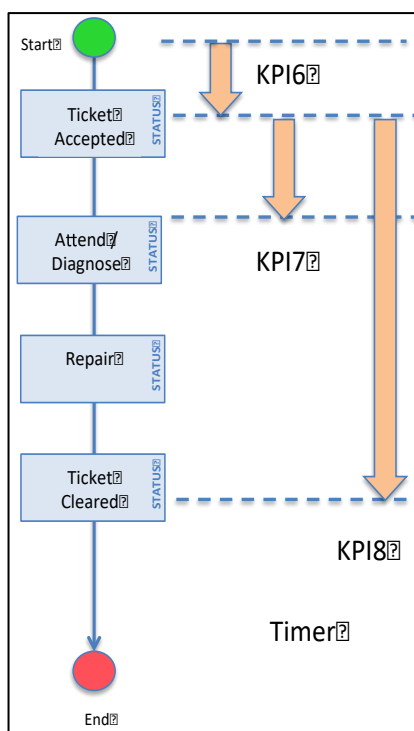 Start
KPI6
Ticket
Accepted
STATUS
Attend /
Diagnose
STATUS
KPI7
Repair
STATUS
Ticket
Cleared
STATUS
KPI8
Timer
End